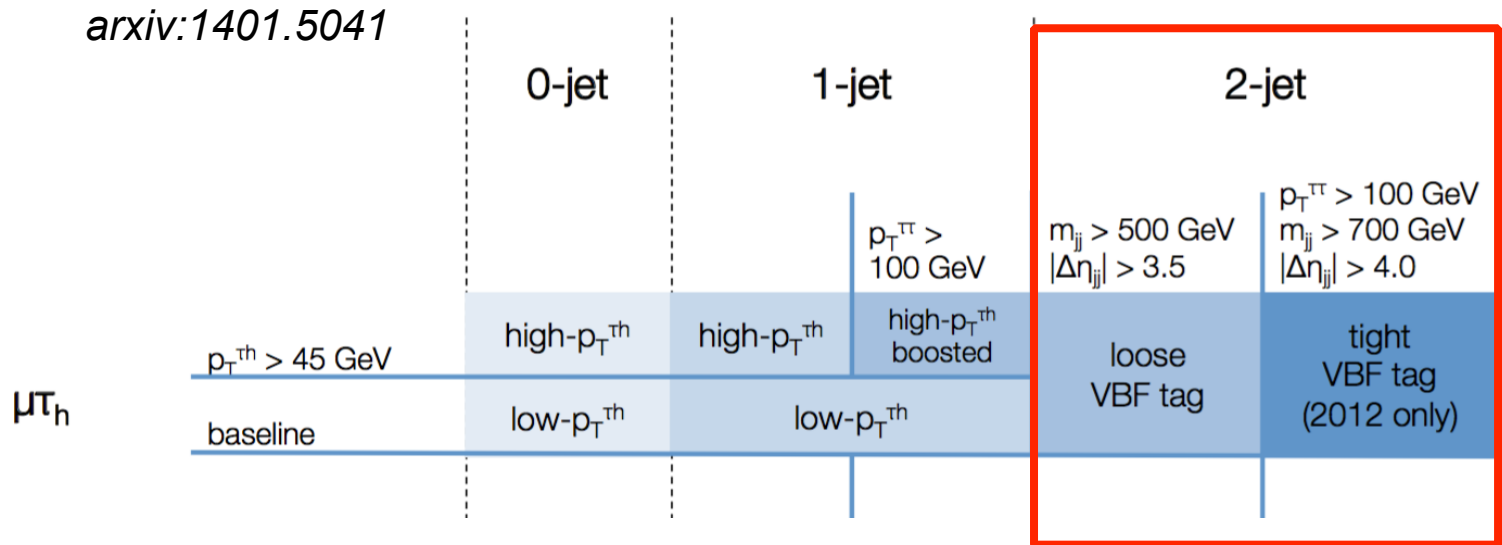 arxiv:1401.5041
0-jet
1-jet
2-jet
pTττ >
100 GeV
mjj > 500 GeV
|Δηjj| > 3.5
pTττ > 100 GeV
mjj > 700 GeV
|Δηjj| > 4.0
μτh
pTτh > 45 GeV
baseline
high-pTτh
low-pTτh
high-pTτh
high-pTτh
boosted
low-pTτh
loose
VBF tag
tight
VBF tag
(2012 only)